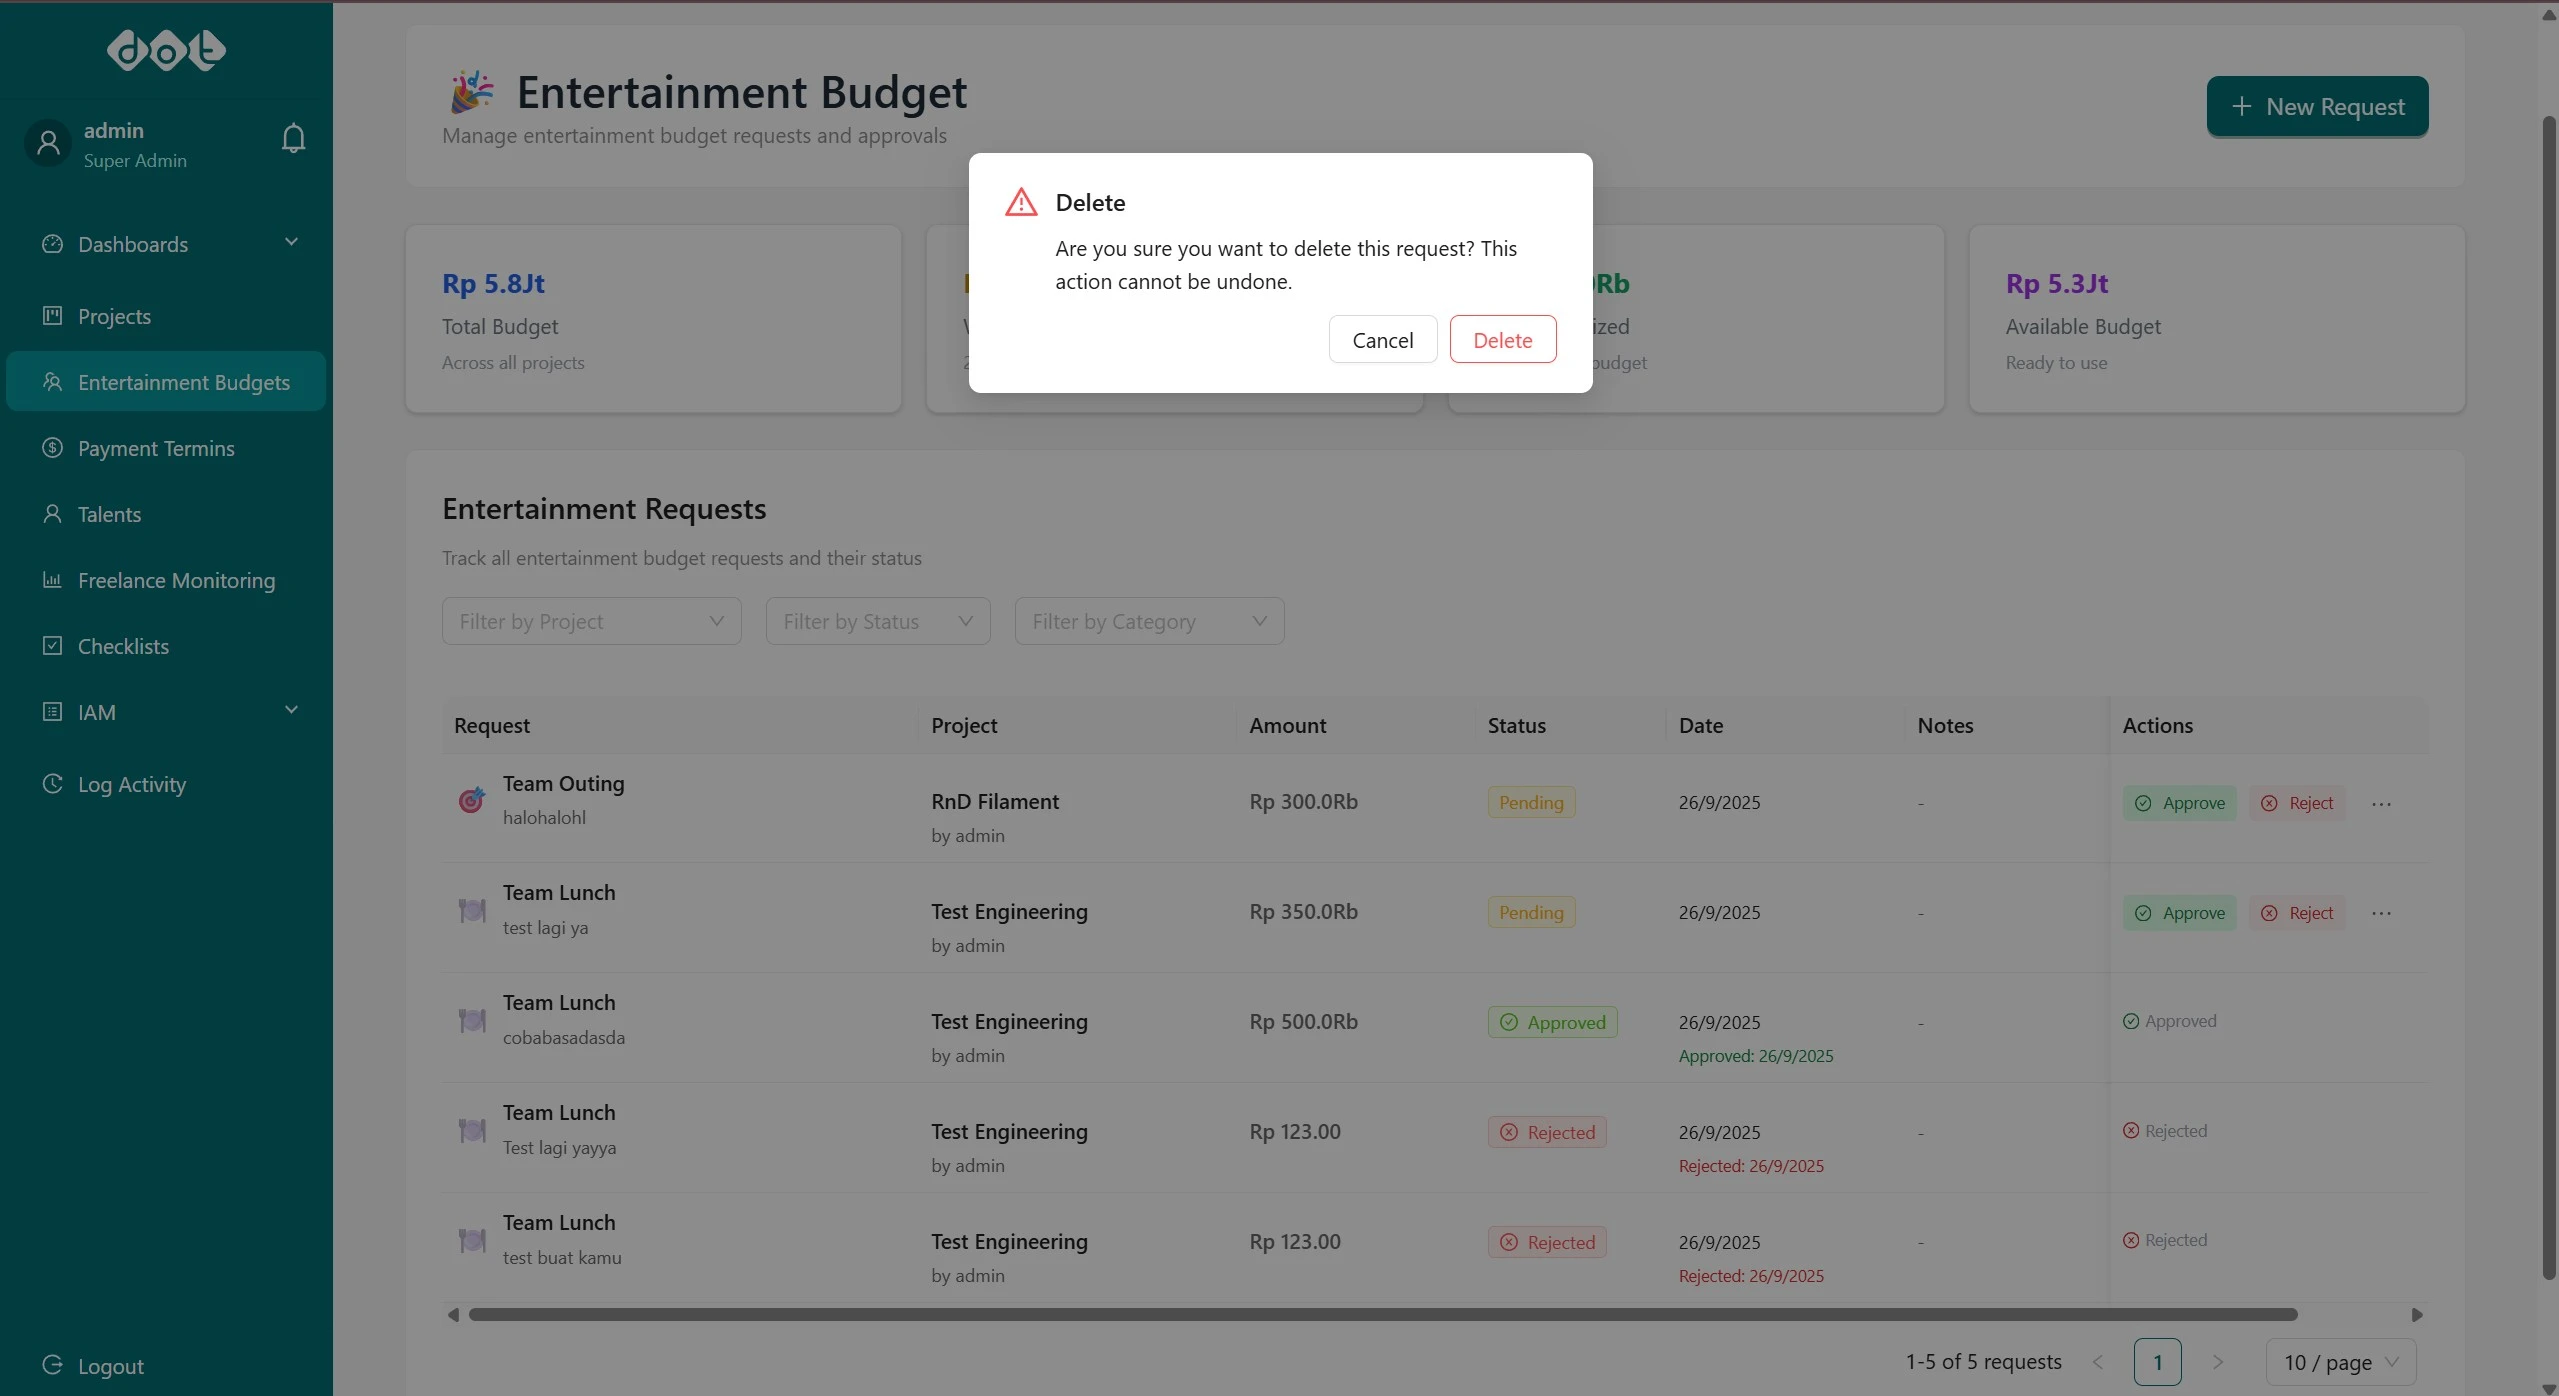 dot
admin
Super Admin
Dashboards
Projects
Entertainment Budgets
Payment Termins
Talents
Freelance Monitoring
Checklists
IAM
Log Activity
Logout
Entertainment Budget
Manage entertainment budget requests and approvals
New Request
Delete
Are you sure you want to delete this request? This
action cannot be undone.
Cancel Delete
Rp 5.8Jt
Total Budget
Across all projects
Rp 5.3Jt
Available Budget
Ready to use
Entertainment Requests
Track all entertainment budget requests and their status
Filter by Project Filter by Status Filter by Category
Request Project Amount Status Date Notes Actions
Team Outing
halohalohl
RnD Filament
by admin
Rp 300.0Rb
Pending
26/9/2025
-
Approve Reject ...
Team Lunch
test lagi ya
Test Engineering
by admin
Rp 350.0Rb
Pending
26/9/2025
-
Approve Reject ...
Team Lunch
cobabasadasda
Test Engineering
by admin
Rp 500.0Rb
Approved
26/9/2025
Approved: 26/9/2025
-
Approved
Team Lunch
Test lagi yayya
Test Engineering
by admin
Rp 123.00
Rejected
26/9/2025
Rejected: 26/9/2025
-
Rejected
Team Lunch
test buat kamu
Test Engineering
by admin
Rp 123.00
Rejected
26/9/2025
Rejected: 26/9/2025
-
Rejected
1-5 of 5 requests < 1 > 10 / page